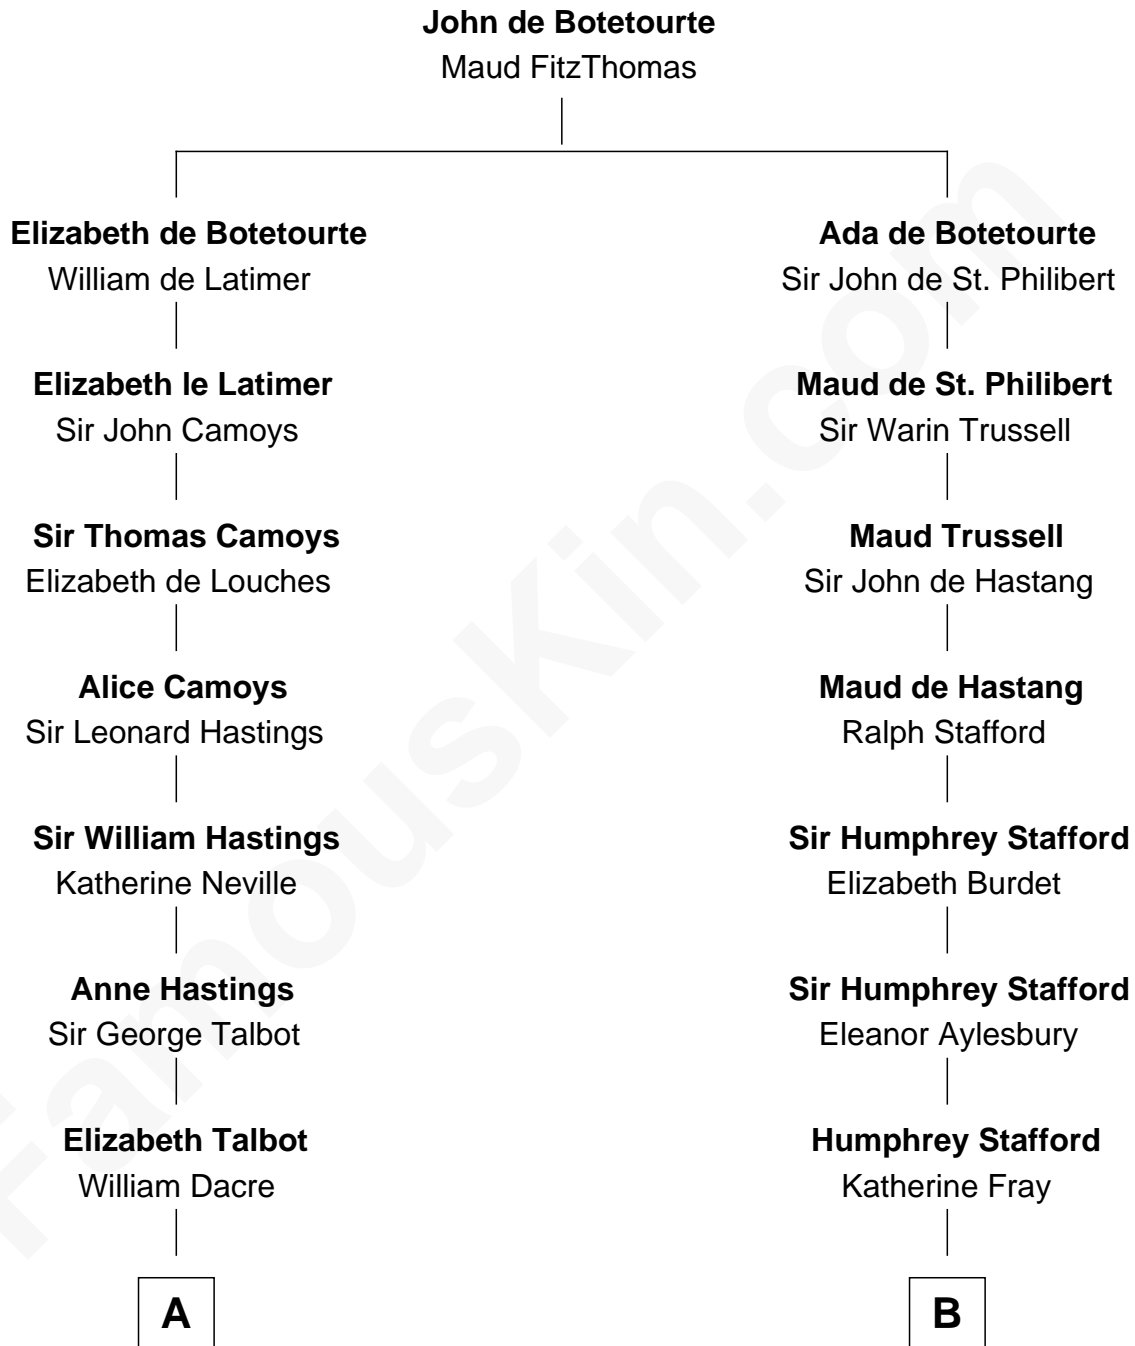 John de Botetourte
Maud FitzThomas
Elizabeth de Botetourte
William de Latimer
Ada de Botetourte
Sir John de St. Philibert
Elizabeth le Latimer
Sir John Camoys
Maud de St. Philibert
Sir Warin Trussell
Sir Thomas Camoys
Elizabeth de Louches
Maud Trussell
Sir John de Hastang
Alice Camoys
Sir Leonard Hastings
Maud de Hastang
Ralph Stafford
Sir William Hastings
Katherine Neville
Sir Humphrey Stafford
Elizabeth Burdet
Anne Hastings
Sir George Talbot
Sir Humphrey Stafford
Eleanor Aylesbury
Elizabeth Talbot
William Dacre
Humphrey Stafford
Katherine Fray
A
B
FamousKin.com